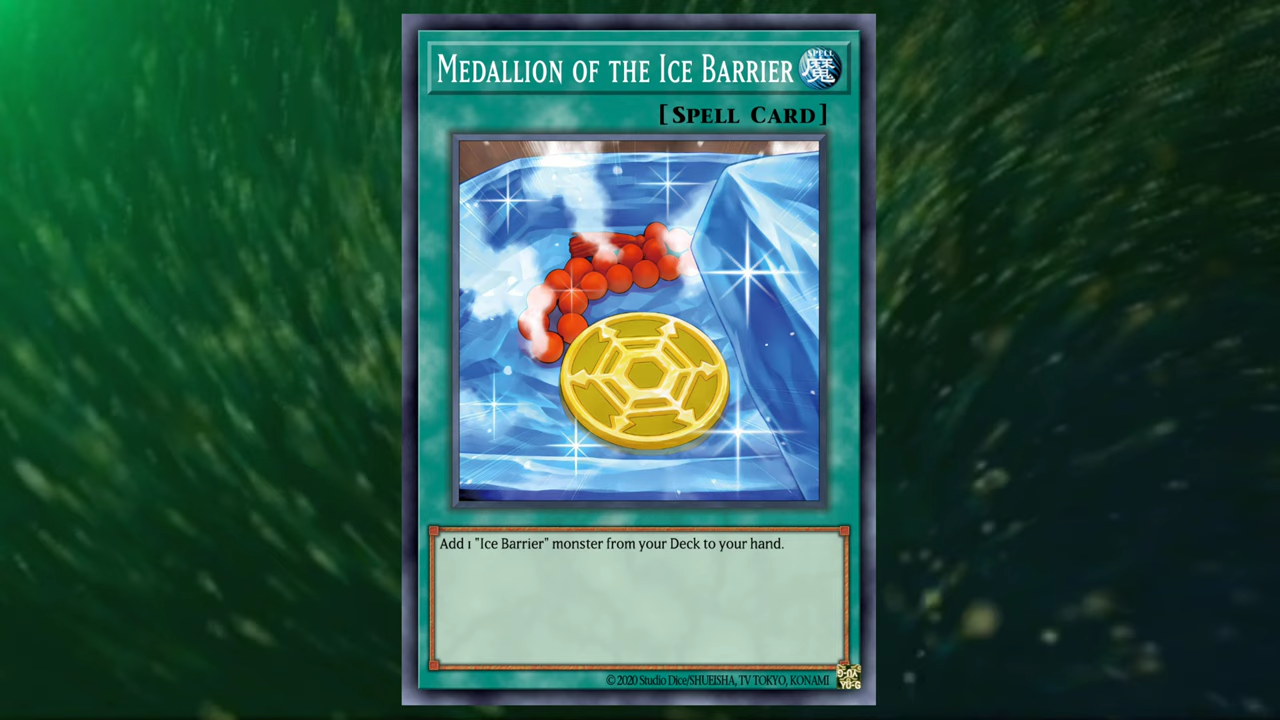 Medallion of the Ice Barrier
SPELL
魔
[Spell Card]
Add 1 "Ice Barrier" monster from your Deck to your hand.
©2020 Studio Dice/SHUEISHA, TV TOKYO, KONAMI